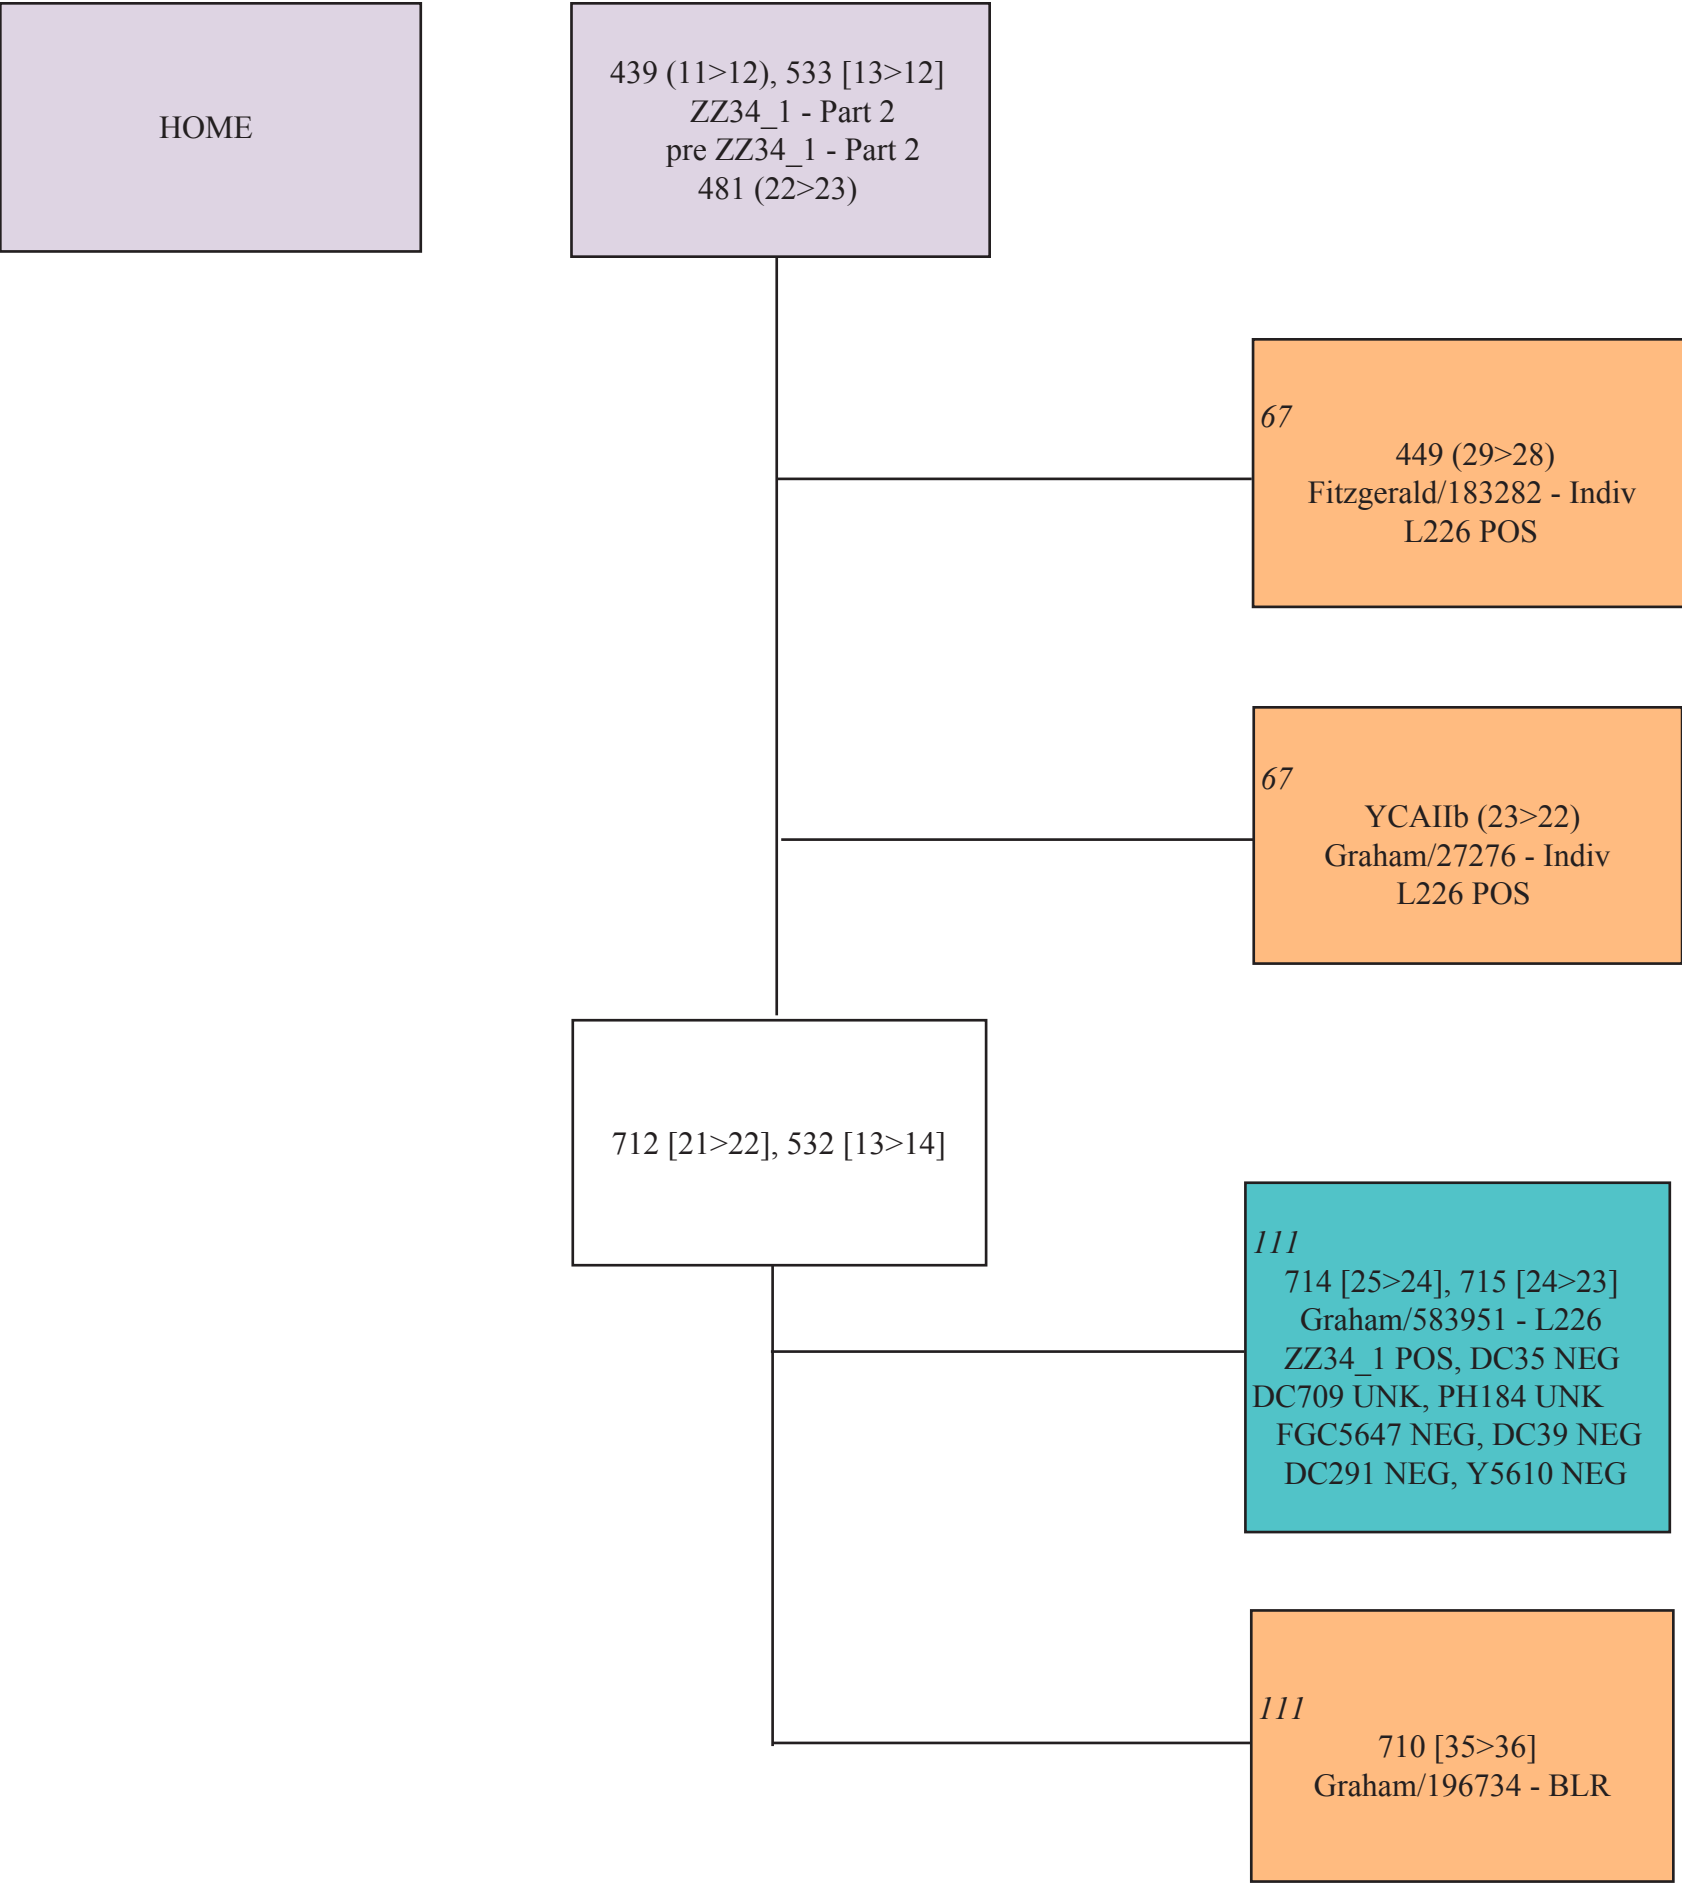 HOME
439 (11>12), 533 [13>12]
ZZ34_1 - Part 2
pre ZZ34_1 - Part 2
481 (22>23)
67
449 (29>28)
Fitzgerald/183282 - Indiv
L226 POS
67
YCAIIb (23>22)
Graham/27276 - Indiv
L226 POS
712 [21>22], 532 [13>14]
111
714 [25>24], 715 [24>23]
Graham/583951 - L226
ZZ34_1 POS, DC35 NEG
DC709 UNK, PH184 UNK
FGC5647 NEG, DC39 NEG
DC291 NEG, Y5610 NEG
111
710 [35>36]
Graham/196734 - BLR